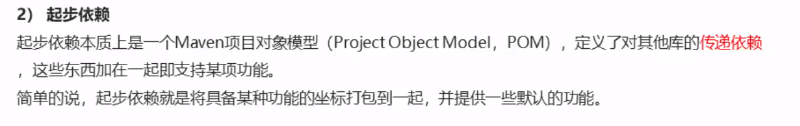 2） 起步依赖
起步依赖本质上是一个Maven项目对象模型（Project Object Model，POM），定义了对其他库的传递依赖
，这些东西加在一起即支持某项功能。
简单的说，起步依赖就是将具备某种功能的坐标打包到一起，并提供一些默认的功能。